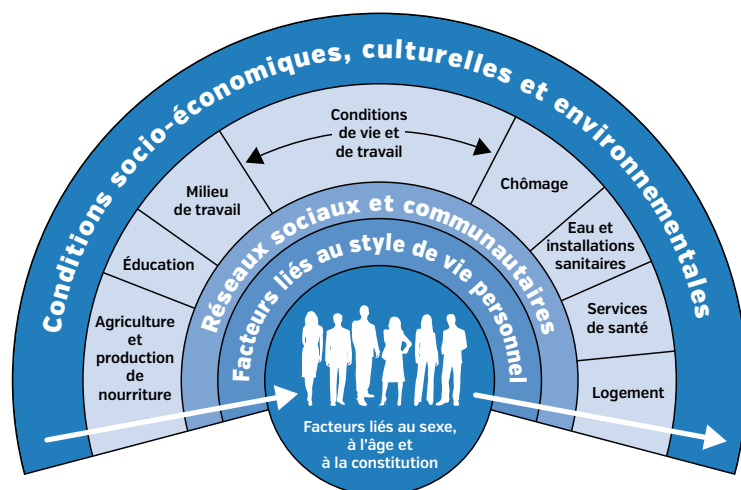 Conditions socio-économiques, culturelles et environnementales
Conditions
de vie et
de travail
Agriculture
et
production
de
nourriture
Éducation
Milieu
de travail
Chômage
Eau et
installations
sanitaires
Services
de santé
Logement
Réseaux sociaux et communautaires
Facteurs liés au style de vie personnel
Facteurs liés au sexe,
à l'âge et
à la constitution